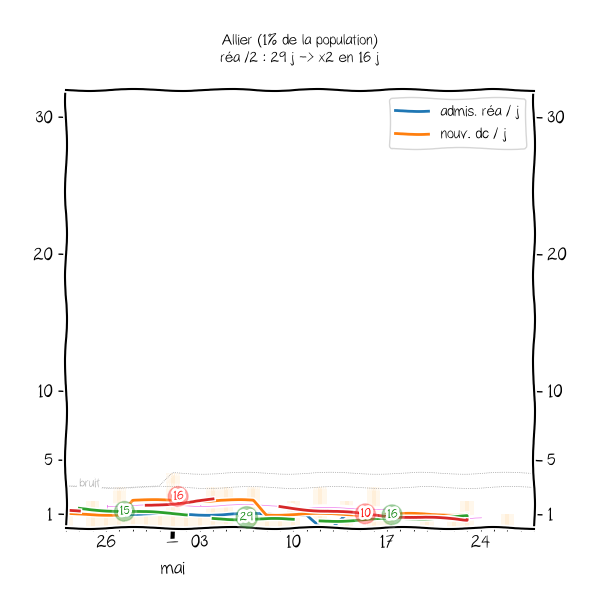 Allier (1% de la population)
réa /2 : 29 j -> x2 en 16 j
admis. réa / j
nouv. dc / j
30 30
20 20
10 10
5 5
bruit
16
15 29 10 16
1 1
26 03 10 17 24
mai